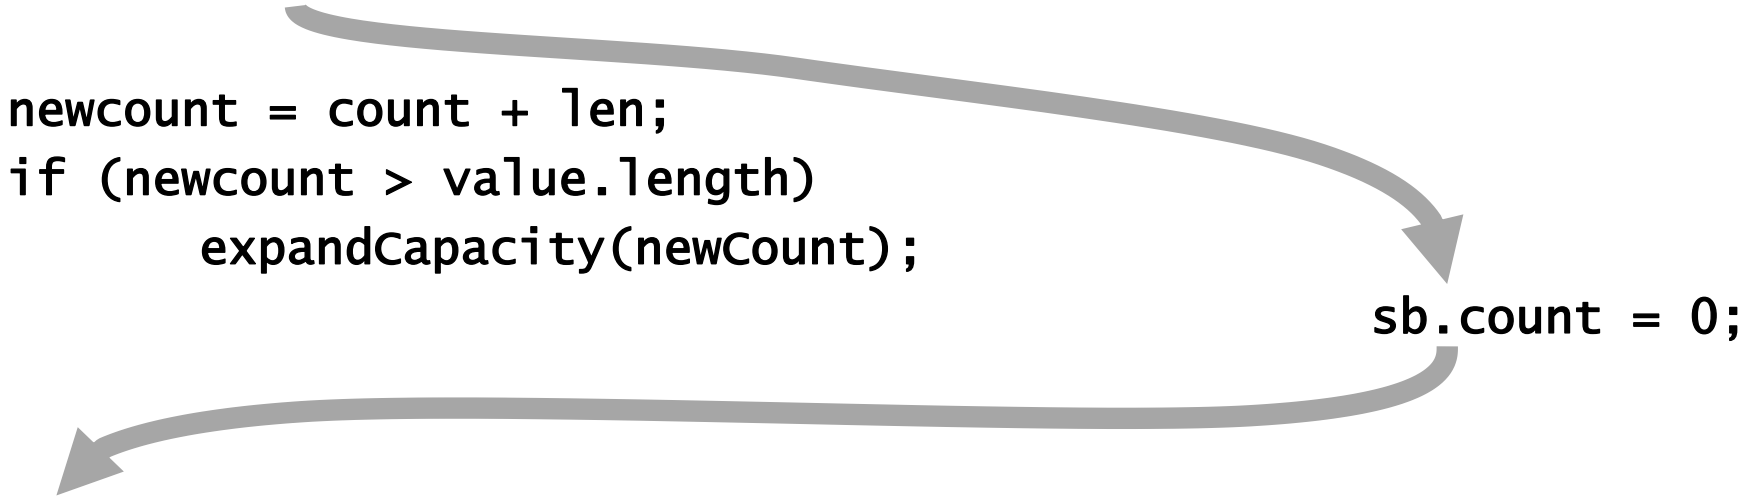 newcount = count + len;
if (newcount > value.length)
expandCapacity(newCount);
sb.count = 0;